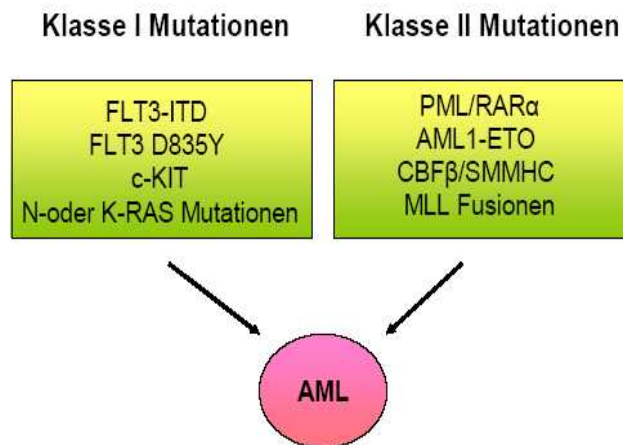 Klasse I Mutationen
Klasse II Mutationen
FLT3-ITD
FLT3 D835Y
c-KIT
N-oder K-RAS Mutationen
PML/RARα
AML1-ETO
CBFβ/SMMHC
MLL Fusionen
AML